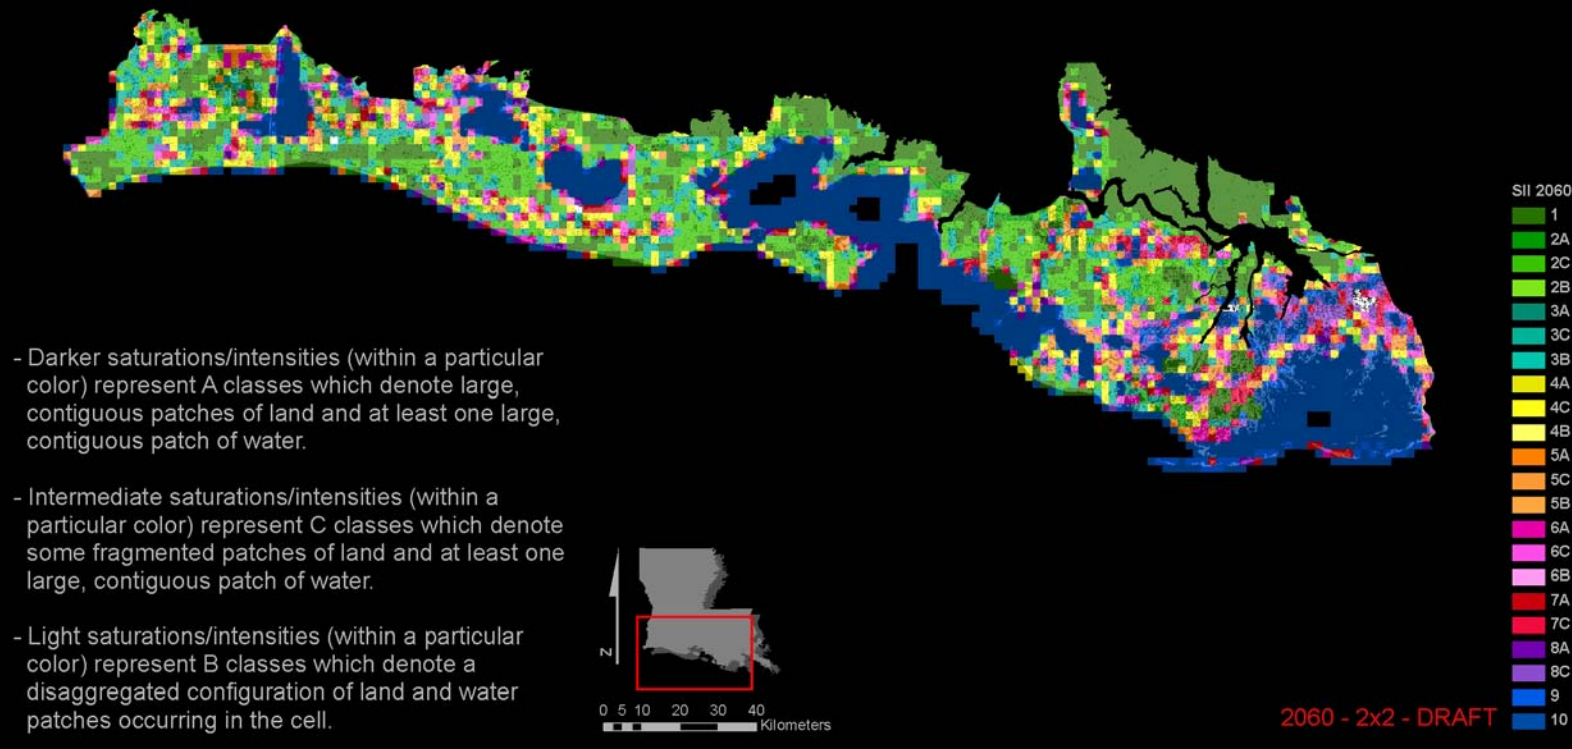 SII 2060
1
2A
2C
2B
3A
3C
3B
4A
4C
4B
5A
5C
5B
6A
6C
6B
7A
7C
8A
8C
9
10
- Darker saturations/intensities (within a particular
color) represent A classes which denote large,
contiguous patches of land and at least one large,
contiguous patch of water.
- Intermediate saturations/intensities (within a
particular color) represent C classes which denote
some fragmented patches of land and at least one
large, contiguous patch of water.
- Light saturations/intensities (within a particular
color) represent B classes which denote a
disaggregated configuration of land and water
patches occurring in the cell.
N
0 5 10 20 30 40
Kilometers
2060 - 2x2 - DRAFT